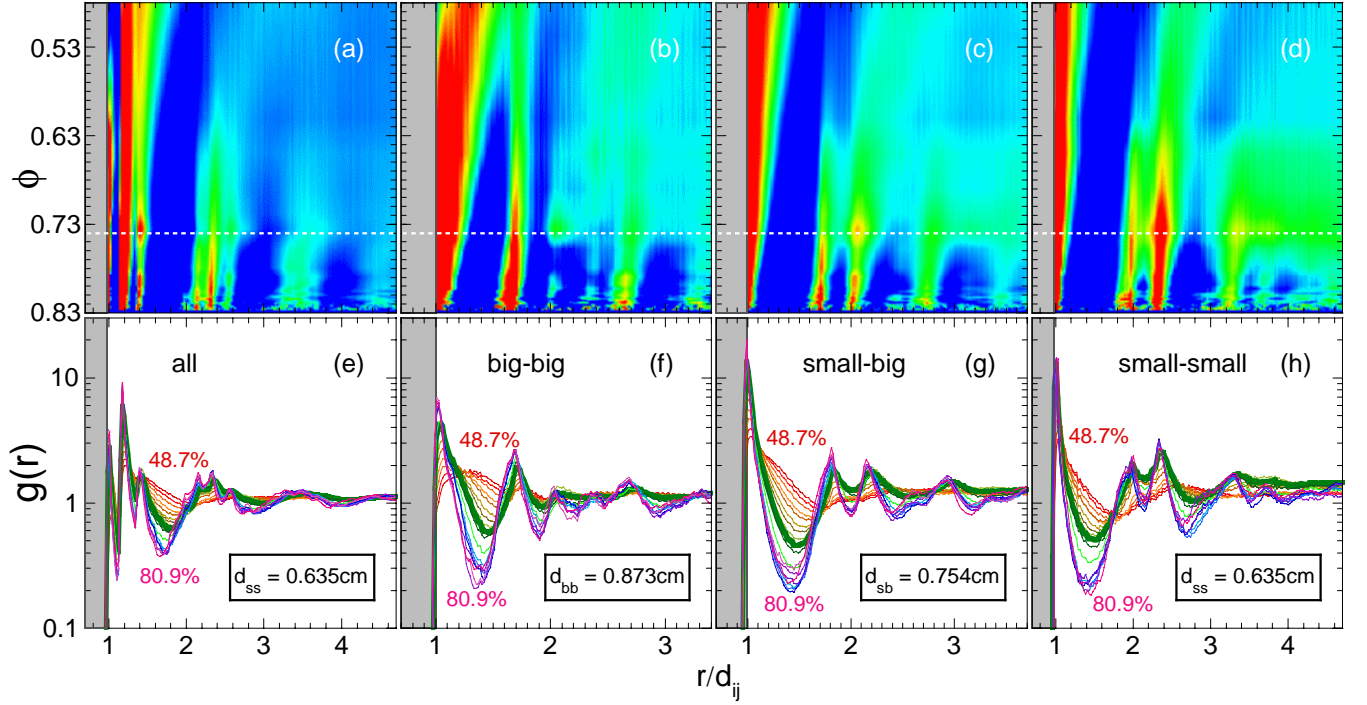 (a) (b) (c) (d)
0.53
0.63
0.73
0.83
ϕ
all (e) big-big (f) small-big (g) small-small (h)
10
1
0.1
g(r)
48.7% 48.7% 48.7% 48.7%
80.9% 80.9% 80.9% 80.9%
d_ss = 0.635cm d_bb = 0.873cm d_sb = 0.754cm d_ss = 0.635cm
1 2 3 4 1 2 3 1 2 3 1 2 3 4
r/d_ij